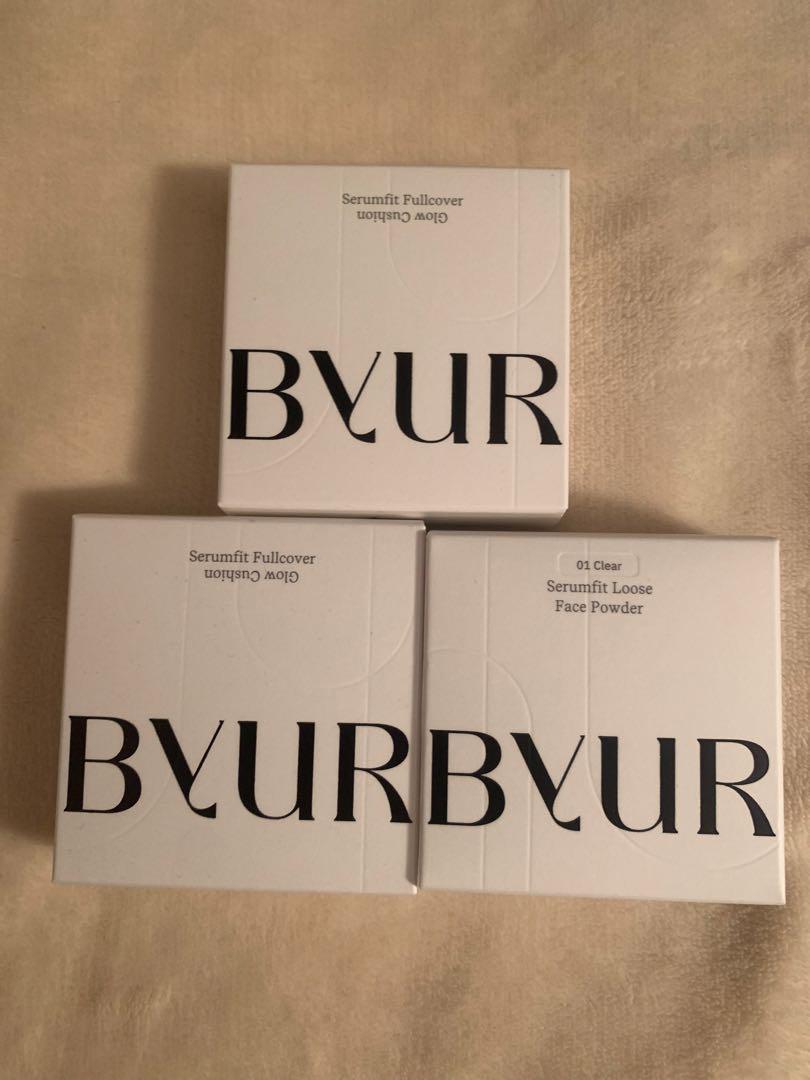 Serumfit Fullcover
Glow Cushion
BYUR
Serumfit Fullcover
Glow Cushion
BYUR
01 Clear
Serumfit Loose
Face Powder
BYUR